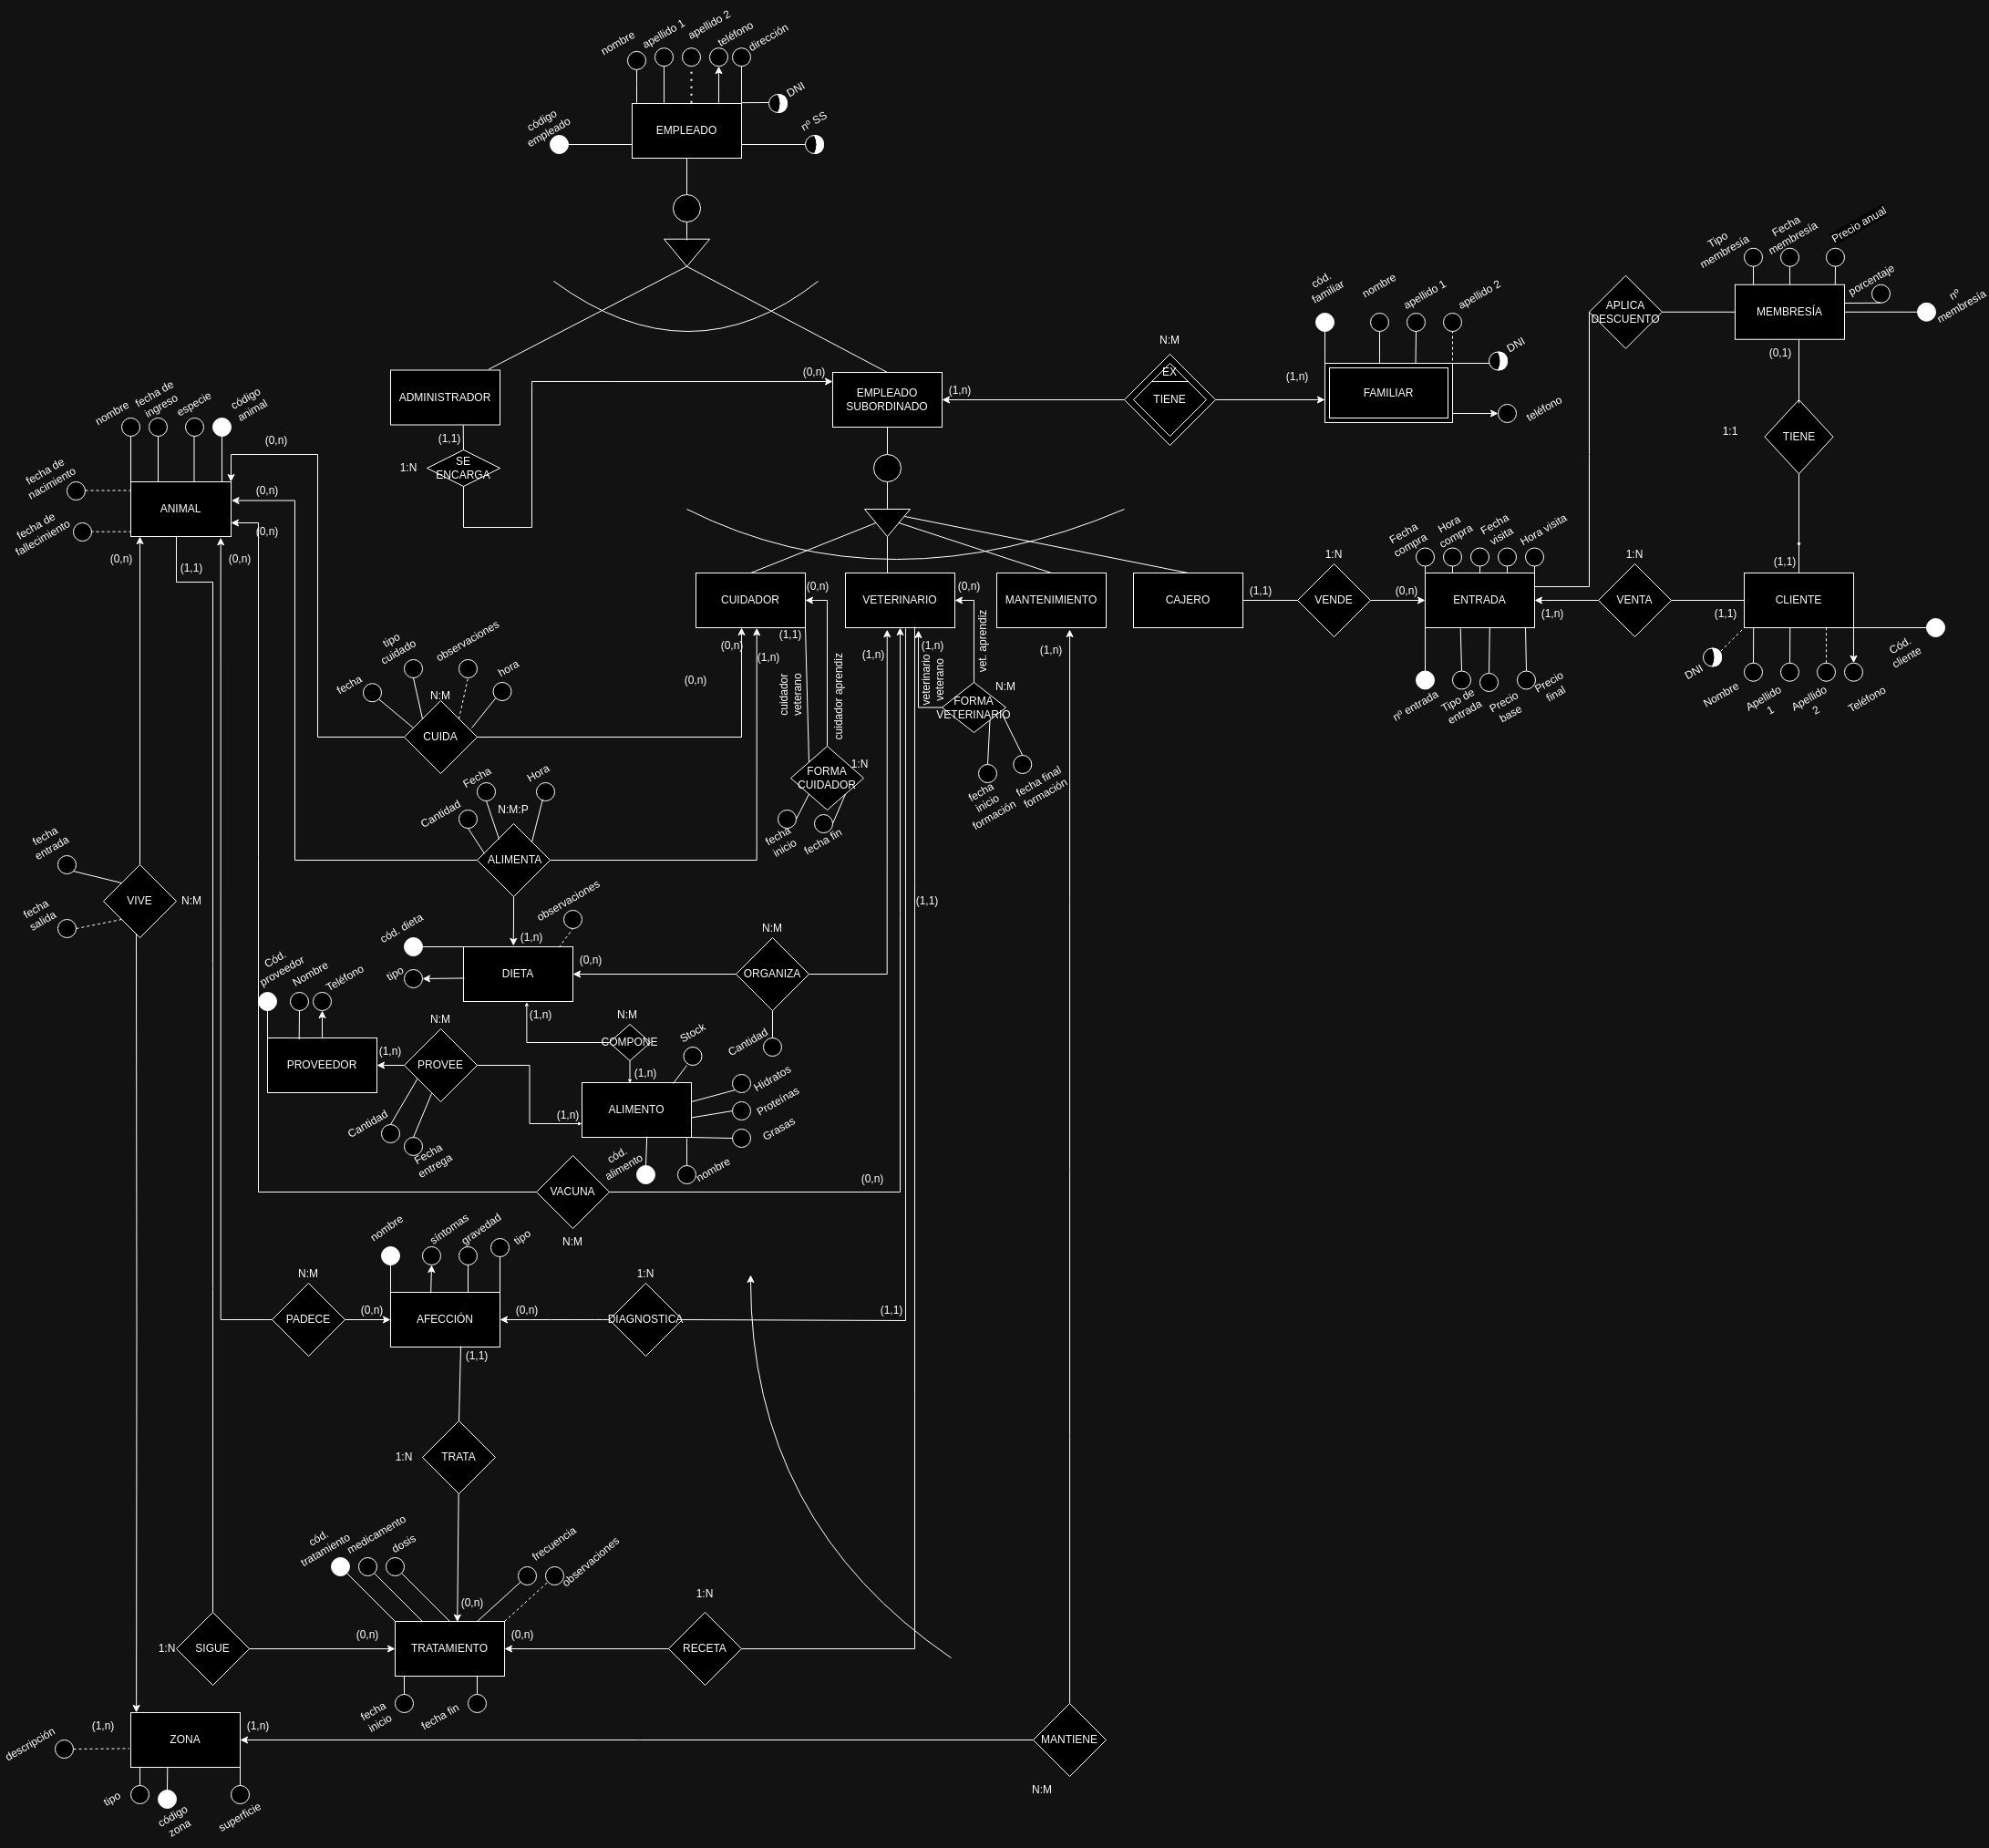 nombre
apellido 1
apellido 2
teléfono
dirección
DNI
nº SS
código
empleado
EMPLEADO
ADMINISTRADOR
(1,1)
1:N
SE
ENCARGA
(0,n)
EMPLEADO
SUBORDINADO
(1,n)
N:M
EX
TIENE
(1,n)
cód.
familiar
nombre
apellido 1
apellido 2
DNI
FAMILIAR
teléfono
APLICA
DESCUENTO
Tipo
membresía
Fecha
membresía
Precio anual
porcentaje
nº
membresía
MEMBRESÍA
(0,1)
1:1
TIENE
(1,1)
nombre
fecha de
ingreso
especie
código
animal
fecha de
nacimiento
fecha de
fallecimiento
ANIMAL
(0,n)
(0,n)
(0,n)
(0,n)
(1,1)
(0,n)
CUIDADOR
(0,n)
VETERINARIO
(0,n)
MANTENIMIENTO
CAJERO
(1,1)
1:N
VENDE
(0,n)
Fecha
compra
Hora
compra
Fecha
visita
Hora visita
ENTRADA
nº entrada
Tipo de
entrada
Precio
base
Precio
final
(1,n)
1:N
VENTA
(1,1)
CLIENTE
DNI
Nombre
Apellido
1
Apellido
2
Teléfono
Cód.
cliente
fecha
tipo
cuidado
observaciones
hora
N:M
CUIDA
(0,n)
(0,n)
(1,n)
(1,1)
cuidador
veterano
cuidador aprendiz
1:N
FORMA
CUIDADOR
fecha
inicio
fecha fin
(1,n)
(1,n)
veterinario
veterano
vet. aprendiz
N:M
FORMA
VETERINARIO
fecha
inicio
formación
fecha final
formación
(1,n)
Cantidad
Fecha
Hora
N:M:P
ALIMENTA
fecha
entrada
fecha
salida
VIVE
N:M
(1,1)
cód. dieta
observaciones
(1,n)
tipo
DIETA
(0,n)
N:M
ORGANIZA
Cantidad
(1,n)
N:M
COMPONE
(1,n)
Cód.
proveedor
Nombre
Teléfono
PROVEEDOR
(1,n)
N:M
PROVEE
Cantidad
Fecha
entrega
(1,n)
Stock
Hidratos
Proteínas
Grasas
ALIMENTO
cód.
alimento
nombre
VACUNA
N:M
(0,n)
nombre
síntomas
gravedad
tipo
N:M
PADECE
(0,n)
AFECCIÓN
(0,n)
1:N
DIAGNOSTICA
(1,1)
(1,1)
1:N
TRATA
cód.
tratamiento
medicamento
dosis
frecuencia
observaciones
(0,n)
1:N
SIGUE
(0,n)
TRATAMIENTO
(0,n)
1:N
RECETA
fecha
inicio
fecha fin
(1,n)
ZONA
(1,n)
descripción
tipo
código
zona
superficie
MANTIENE
N:M